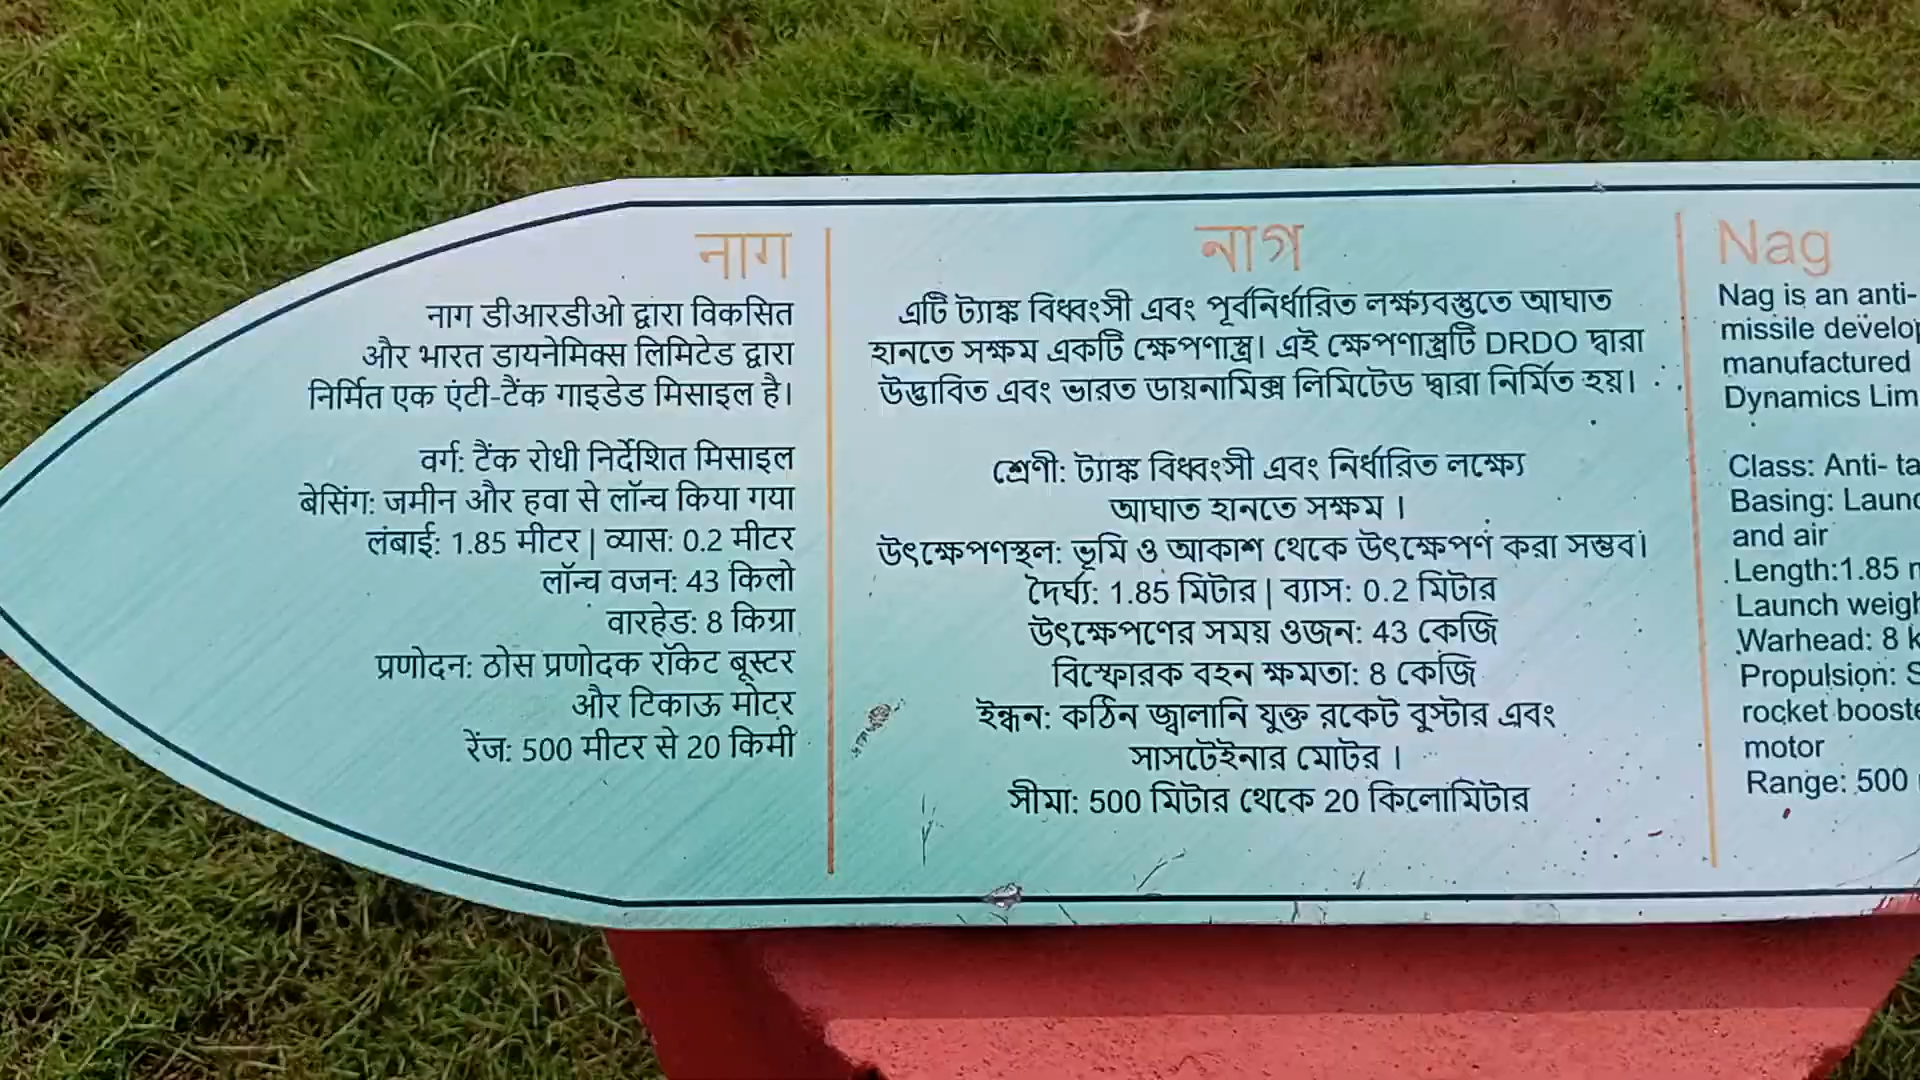 नाग
नाग डीआरडीओ द्वारा विकसित
और भारत डायनेमिक्स लिमिटेड द्वारा
निर्मित एक एंटी-टैंक गाइडेड मिसाइल है।
वर्ग: टैंक रोधी निर्देशित मिसाइल
बेसिंग: जमीन और हवा से लॉन्च किया गया
लंबाई: 1.85 मीटर | व्यास: 0.2 मीटर
लॉन्च वजन: 43 किलो
वारहेड: 8 किग्रा
प्रणोदन: ठोस प्रणोदक रॉकेट बूस्टर
और टिकाऊ मोटर
रेंज: 500 मीटर से 20 किमी
নাগ
এটি ট্যাঙ্ক বিধ্বংসী এবং পূর্বনির্ধারিত লক্ষ্যবস্তুতে আঘাত
হানতে সক্ষম একটি ক্ষেপণাস্ত্র। এই ক্ষেপণাস্ত্রটি DRDO দ্বারা
উদ্ভাবিত এবং ভারত ডায়নামিক্স লিমিটেড দ্বারা নির্মিত হয়।
শ্রেণী: ট্যাঙ্ক বিধ্বংসী এবং নির্ধারিত লক্ষ্যে
আঘাত হানতে সক্ষম ।
উৎক্ষেপণস্থল: ভূমি ও আকাশ থেকে উৎক্ষেপণ করা সম্ভব।
দৈর্ঘ্য: 1.85 মিটার | ব্যাস: 0.2 মিটার
উৎক্ষেপণের সময় ওজন: 43 কেজি
বিস্ফোরক বহন ক্ষমতা: 8 কেজি
ইন্ধন: কঠিন জ্বালানি যুক্ত রকেট বুস্টার এবং
সাসটেইনার মোটর ।
সীমা: 500 মিটার থেকে 20 কিলোমিটার
Nag
Nag is an anti-
missile
manufactured
Dynamics
Class: Anti-
Basing:
and air
Length:1.85
Launch
Warhead: 8
Propulsion:
rocket
motor
Range: 500